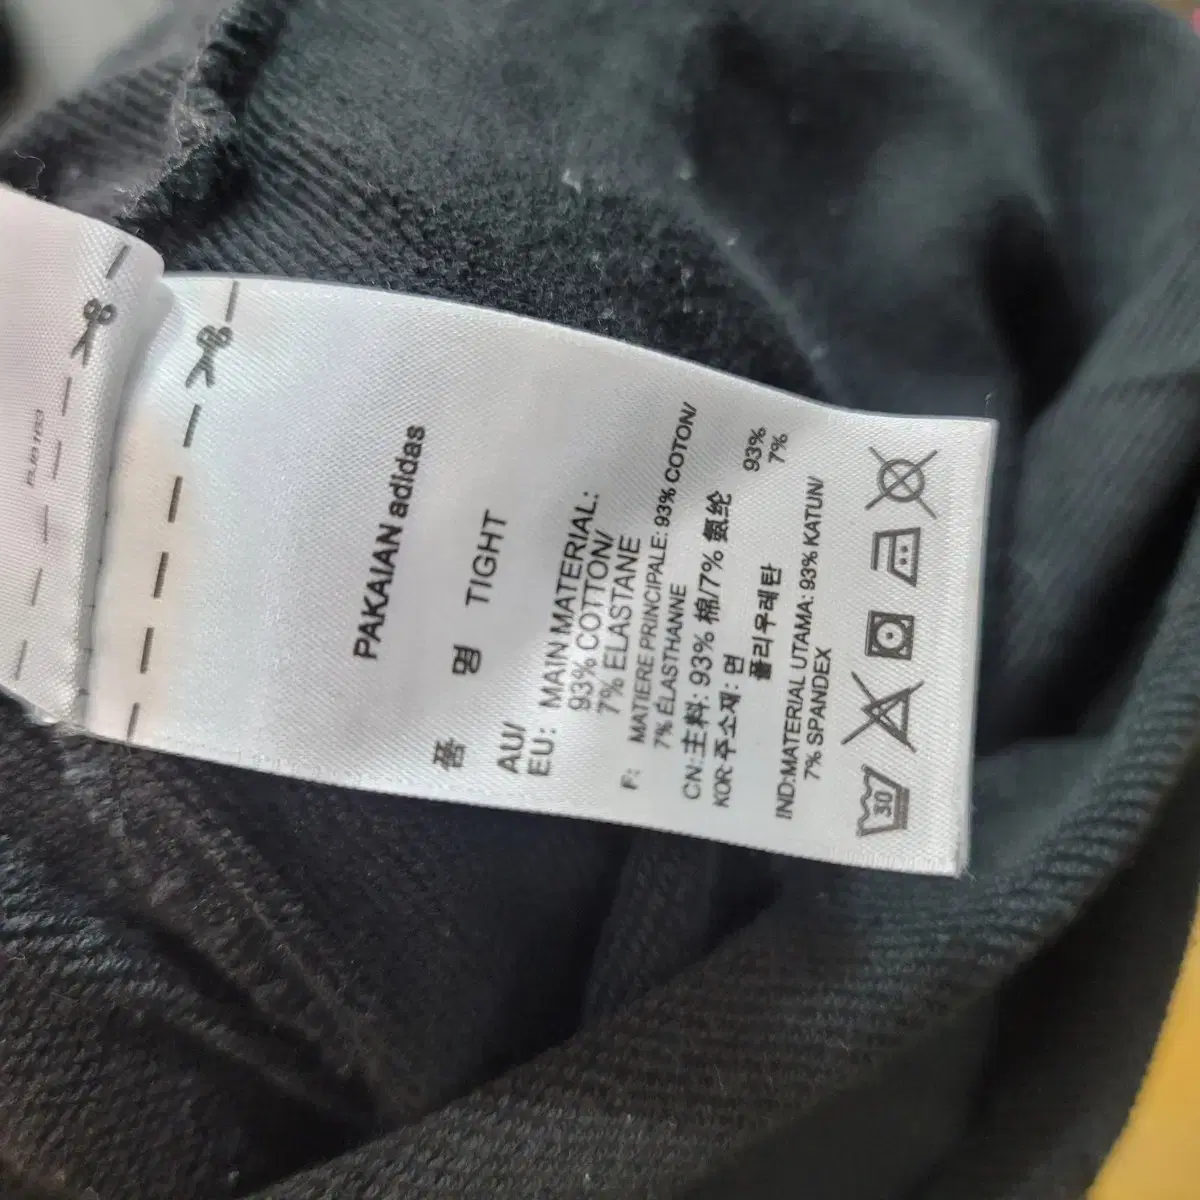 PAKAIAN adidas
품 명 TIGHT
AU/
EU: MAIN MATERIAL:
93% COTTON/
7% ELASTANE
F: MATIERE PRINCIPALE: 93% COTON/
7% ÉLASTHANNE
CN:主料: 93% 棉/7% 氨纶
KOR:주소재: 면 93%
폴리우레탄 7%
IND:MATERIAL UTAMA: 93% KATUN/
7% SPANDEX
30